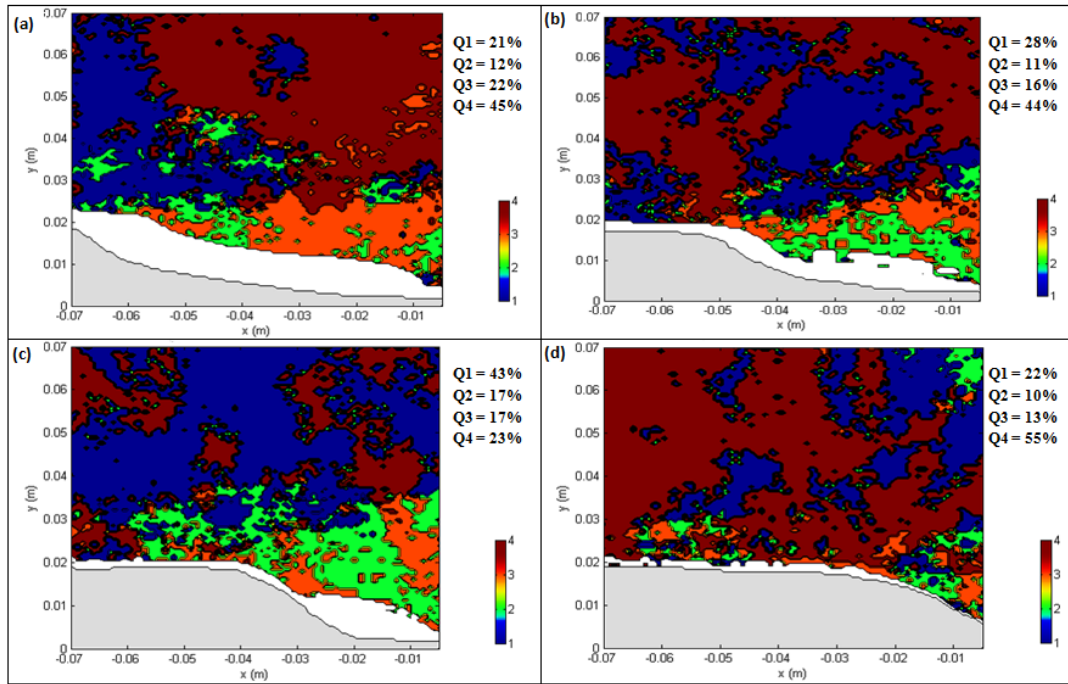 (a)
0.07
0.06
0.05
0.04
0.03
0.02
0.01
0
y (m)
-0.07 -0.06 -0.05 -0.04 -0.03 -0.02 -0.01
x (m)
Q1 = 21%
Q2 = 12%
Q3 = 22%
Q4 = 45%
4
3
2
1
(b)
0.07
0.06
0.05
0.04
0.03
0.02
0.01
0
y (m)
-0.07 -0.06 -0.05 -0.04 -0.03 -0.02 -0.01
x (m)
Q1 = 28%
Q2 = 11%
Q3 = 16%
Q4 = 44%
4
3
2
1
(c)
0.07
0.06
0.05
0.04
0.03
0.02
0.01
0
y (m)
-0.07 -0.06 -0.05 -0.04 -0.03 -0.02 -0.01
x (m)
Q1 = 43%
Q2 = 17%
Q3 = 17%
Q4 = 23%
4
3
2
1
(d)
0.07
0.06
0.05
0.04
0.03
0.02
0.01
0
y (m)
-0.07 -0.06 -0.05 -0.04 -0.03 -0.02 -0.01
x (m)
Q1 = 22%
Q2 = 10%
Q3 = 13%
Q4 = 55%
4
3
2
1